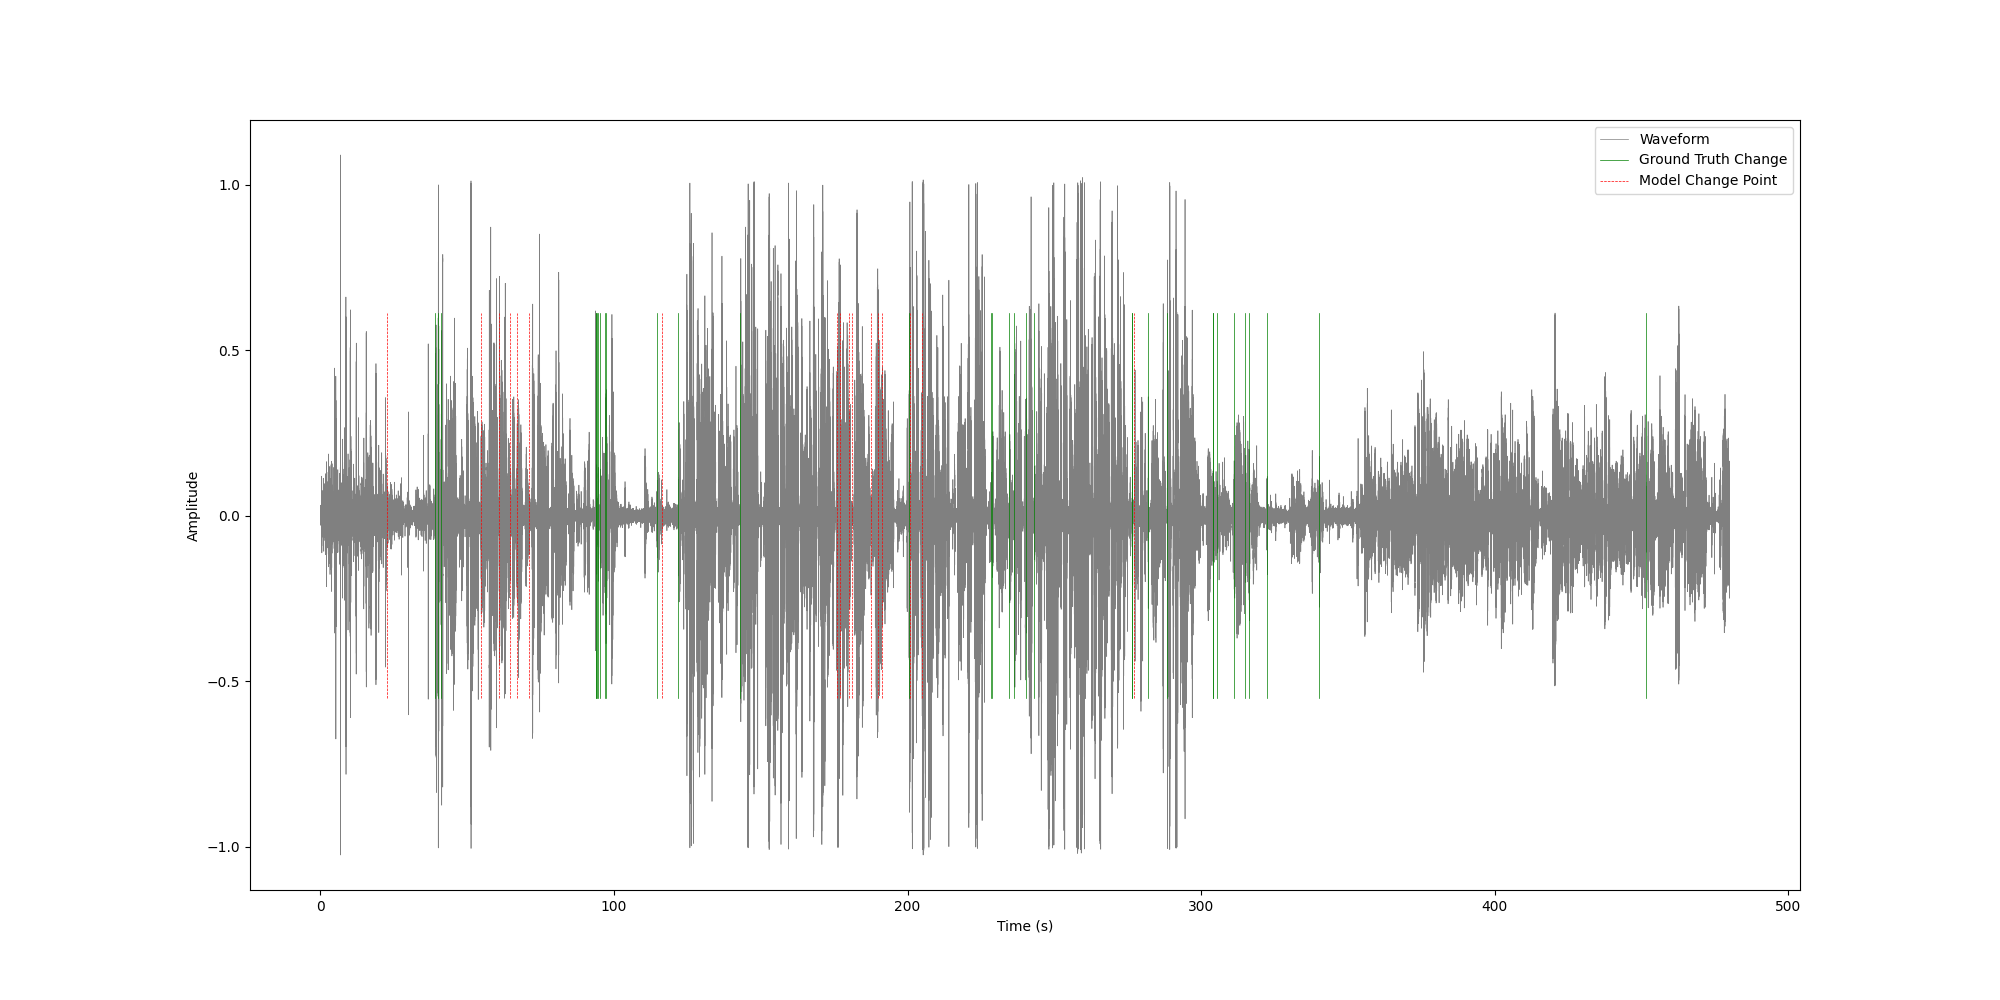 Waveform
Ground Truth Change
Model Change Point
1.0
0.5
0.0
−0.5
−1.0
Amplitude
0 100 200 300 400 500
Time (s)